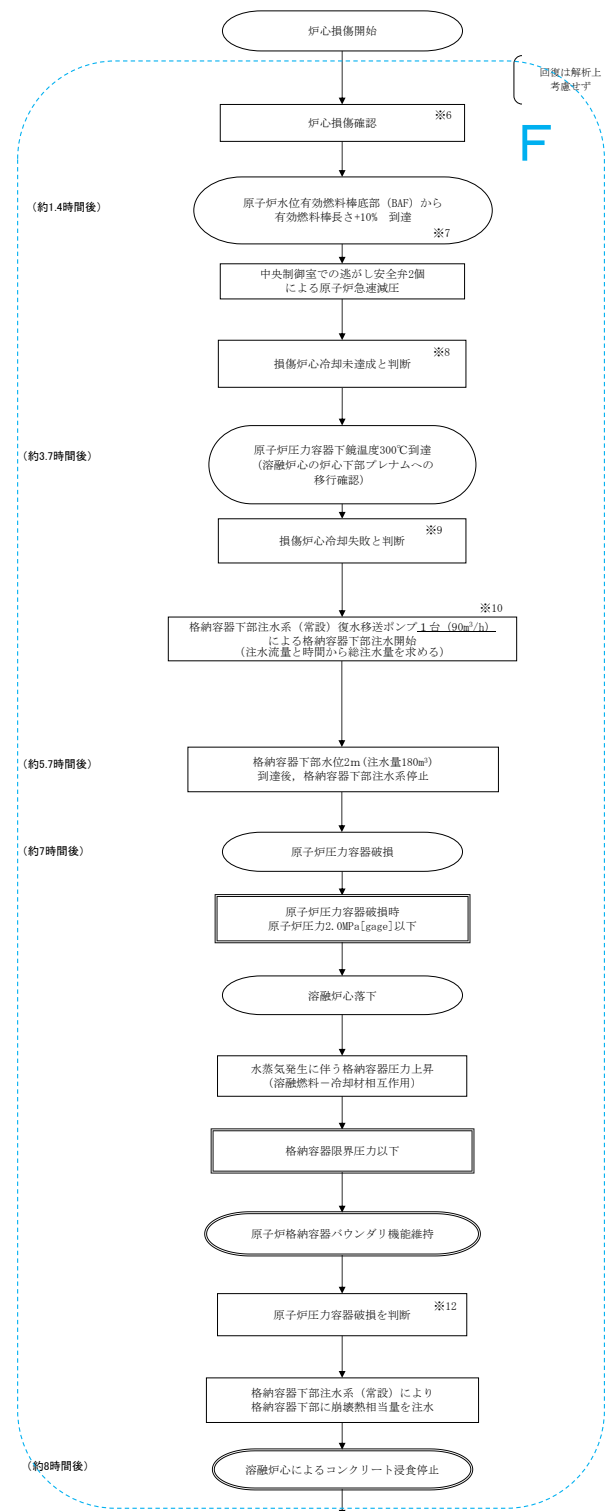 炉心損傷開始
回復は解析上
考慮せず
F
※6
炉心損傷確認
(約1.4時間後)
原子炉水位有効燃料棒底部（BAF）から
有効燃料棒長さ+10% 到達
※7
中央制御室での逃がし安全弁2個
による原子炉急速減圧
※8
損傷炉心冷却未達成と判断
(約3.7時間後)
原子炉圧力容器下鏡温度300℃到達
(溶融炉心の炉心下部プレナムへの
移行確認)
※9
損傷炉心冷却失敗と判断
※10
格納容器下部注水系（常設）復水移送ポンプ1台（90m³/h）
による格納容器下部注水開始
(注水流量と時間から総注水量を求める)
(約5.7時間後)
格納容器下部水位2m(注水量180m³)
到達後，格納容器下部注水系停止
(約7時間後)
原子炉圧力容器破損
原子炉圧力容器破損時
原子炉圧力2.0MPa[gage]以下
溶融炉心落下
水蒸気発生に伴う格納容器圧力上昇
(溶融燃料－冷却材相互作用)
格納容器限界圧力以下
原子炉格納容器バウンダリ機能維持
※12
原子炉圧力容器破損を判断
格納容器下部注水系（常設）により
格納容器下部に崩壊熱相当量を注水
(約8時間後)
溶融炉心によるコンクリート浸食停止